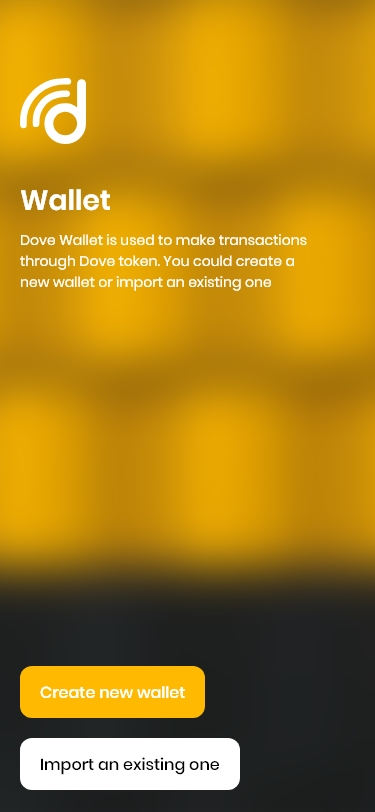 Wallet
Dove Wallet is used to make transactions
through Dove token. You could create a
new wallet or import an existing one
Create new wallet
Import an existing one